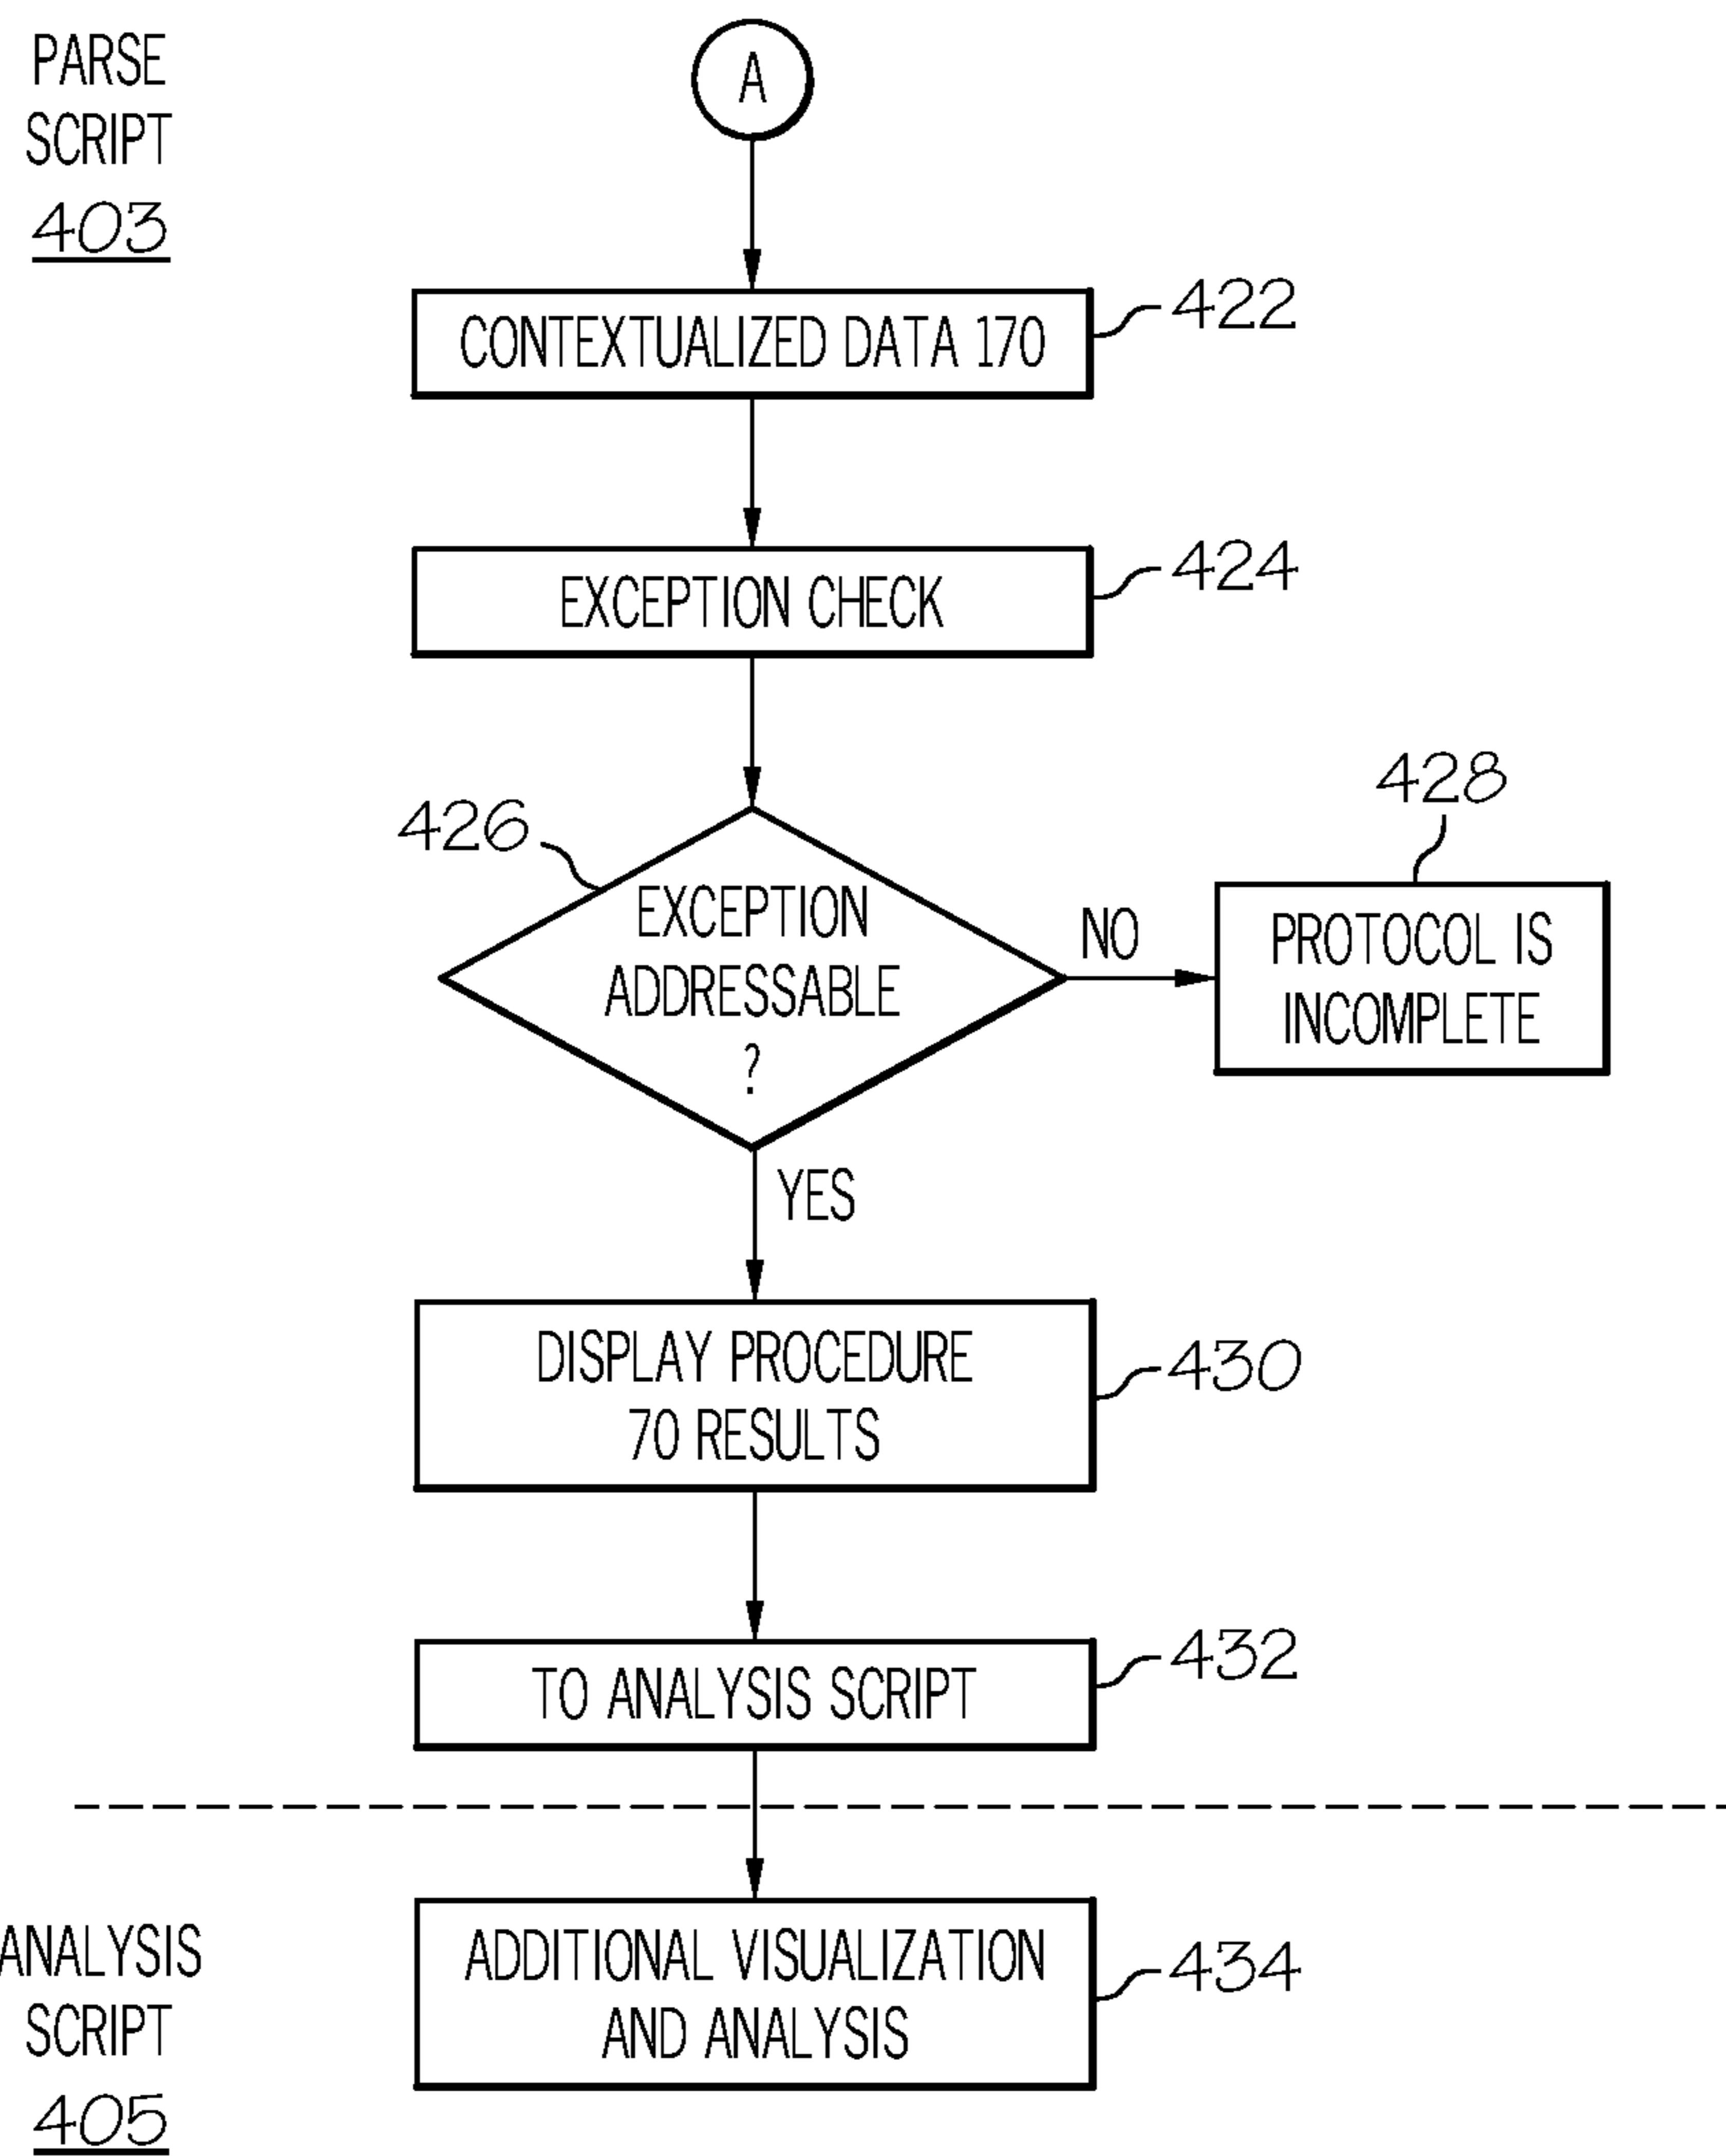 PARSE
SCRIPT
403
A
CONTEXTUALIZED DATA 170
422
EXCEPTION CHECK
424
426
EXCEPTION
ADDRESSABLE
?
NO
428
PROTOCOL IS
INCOMPLETE
YES
DISPLAY PROCEDURE
70 RESULTS
430
TO ANALYSIS SCRIPT
432
ANALYSIS
SCRIPT
405
ADDITIONAL VISUALIZATION
AND ANALYSIS
434